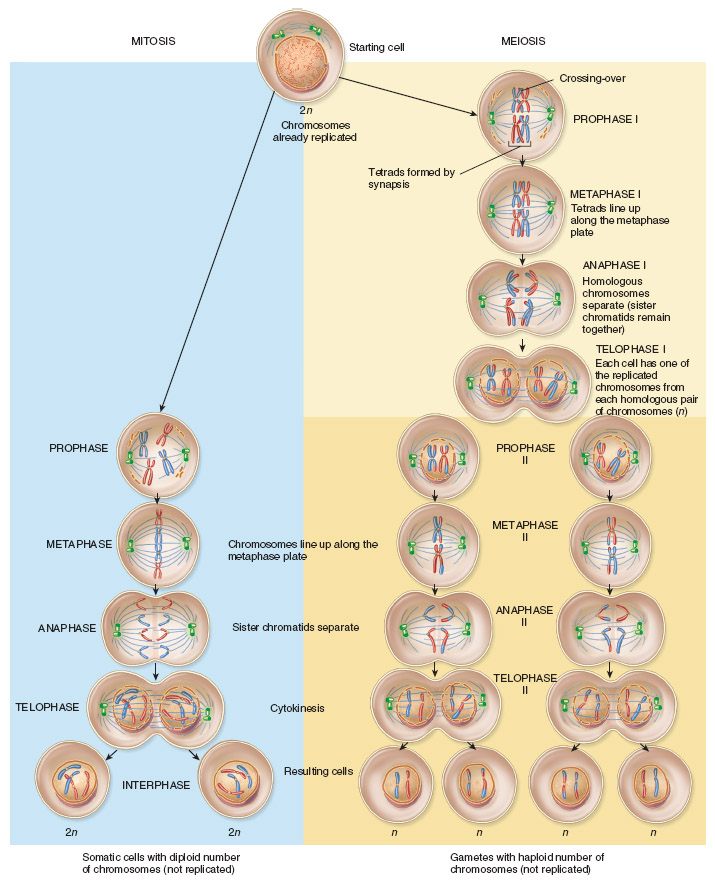 MITOSIS
MEIOSIS
Starting cell
2n
Chromosomes
already replicated
Crossing-over
PROPHASE I
Tetrads formed by
synapsis
METAPHASE I
Tetrads line up
along the metaphase
plate
ANAPHASE I
Homologous
chromosomes
separate (sister
chromatids remain
together)
TELOPHASE I
Each cell has one of
the replicated
chromosomes from
each homologous pair
of chromosomes (n)
PROPHASE
PROPHASE
II
METAPHASE
Chromosomes line up along the
metaphase plate
METAPHASE
II
ANAPHASE
Sister chromatids separate
ANAPHASE
II
TELOPHASE
Cytokinesis
TELOPHASE
II
INTERPHASE
Resulting cells
2n
2n
n
n
n
n
Somatic cells with diploid number
of chromosomes (not replicated)
Gametes with haploid number of
chromosomes (not replicated)